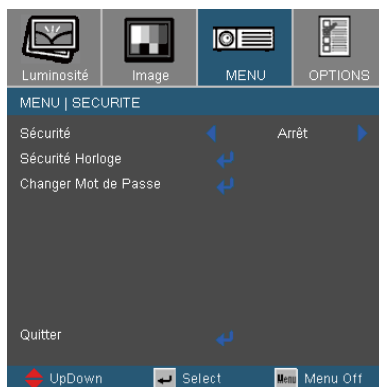 Luminosité Image MENU OPTIONS
MENU | SECURITE
Sécurité Arrêt
Sécurité Horloge
Changer Mot de Passe
Quitter
UpDown Select Menu Menu Off